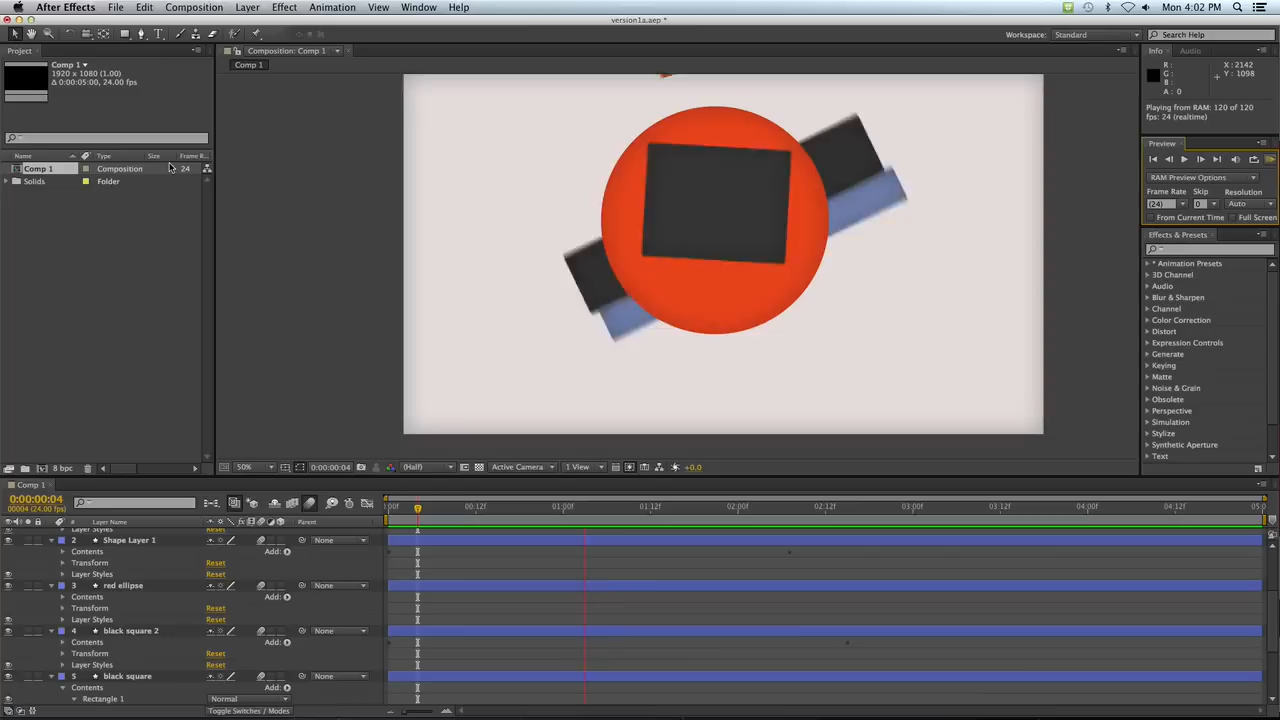 After Effects File Edit Composition Layer Effect Animation View Window Help Mon 4:02 PM
version1a.aep *
Workspace: Standard Search Help
Project Composition: Comp 1 Info Audio
Comp 1
1920 x 1080 (1.00)
Δ 0:00:05:00, 24.00 fps
Comp 1
R :
G :
B :
A : 0
X : 2142
Y : 1098
Playing from RAM: 120 of 120
fps: 24 (realtime)
Preview
RAM Preview Options
Frame Rate Skip Resolution
(24) 0 Auto
From Current Time Full Screen
Name Type Size Frame R...
Comp 1 Composition 24
Solids Folder
Effects & Presets
* Animation Presets
3D Channel
Audio
Blur & Sharpen
Channel
Color Correction
Distort
Expression Controls
Generate
Keying
Matte
Noise & Grain
Obsolete
Perspective
Simulation
Stylize
Synthetic Aperture
Text
8 bpc
50% 0:00:00:04 (Half) Active Camera 1 View +0.0
Comp 1
0:00:00:04
00004 (24.00 fps)
:00f 00:12f 01:00f 01:12f 02:00f 02:12f 03:00f 03:12f 04:00f 04:12f 05:0
# Layer Name Parent
Layer Styles Reset
2 Shape Layer 1 None
Contents Add:
Transform Reset
Layer Styles Reset
3 red ellipse None
Contents Add:
Transform Reset
Layer Styles Reset
4 black square 2 None
Contents Add:
Transform Reset
Layer Styles Reset
5 black square None
Contents Add:
Rectangle 1 Normal
Toggle Switches / Modes